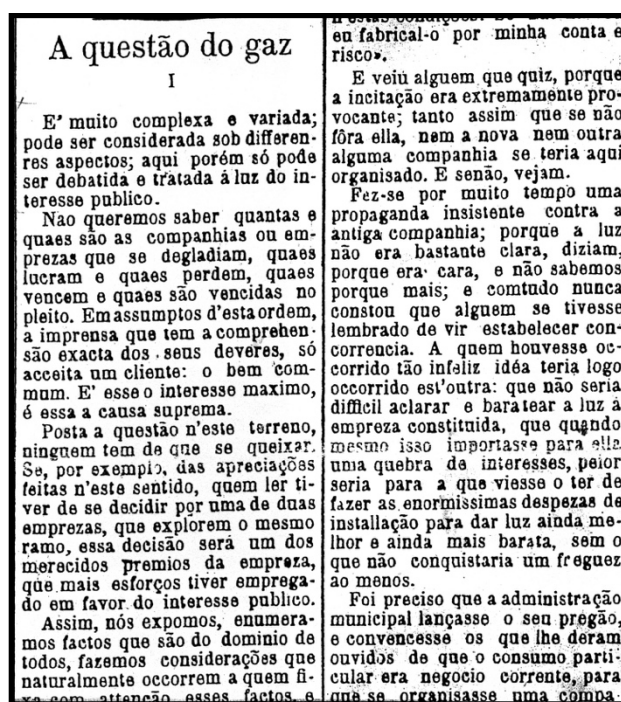 A questão do gaz
I
E' muito complexa e variada;
pode ser considerada sob differen-
res aspectos; aqui porém só pode
ser debatida e tratada á luz do in-
teresse publico.
Não queremos saber quantas e
quaes são as companhias ou em-
prezas que se degladiam, quaes
lucram e quaes perdem, quaes
vencem e quaes são vencidas no
pleito. Em assumptos d'esta ordem,
a imprensa que tem a comprehen-
são exacta dos seus deveres, só
acceita um cliente: o bem com-
mum. E' esse o interesse maximo,
é essa a causa suprema.
Posta a questão n'este terreno,
ninguem tem de que se queixar.
Se, por exemplo, das apreciações
feitas n'este sentido, quem ler ti-
ver de se decidir por uma de duas
emprezas, que explorem o mesmo
ramo, essa decisão será um dos
merecidos premios da empreza,
que mais esforços tiver emprega-
do em favor do interesse publico.
Assim, nós expomos, enumera-
mos factos que são do dominio de
todos, fazemos considerações que
naturalmente occorrem a quem fi-
xa com attenção esses factos e
n'estas condições.
eu fabrical-o por minha conta e
risco».
E veiu alguem que quiz, porque
a incitação era extremamente pro-
vocante; tanto assim que se não
fôra ella, nem a nova nem outra
alguma companhia se teria aqui
organisado. E senão, vejam.
Fez-se por muito tempo uma
propaganda insistente contra a
antiga companhia; porque a luz
não era bastante clara, diziam,
porque era cara, e não sabemos
porque mais; e comtudo nunca
constou que alguem se tivesse
lembrado de vir estabelecer con-
correncia. A quem houvesse oc-
corrido tão infeliz idéa teria logo
occorrido est'outra: que não seria
difficil aclarar e baratear a luz á
empreza constituida, que quando
mesmo isso importasse para ella
uma quebra de interesses, peior
seria para a que viesse o ter de
fazer as enormissimas despezas de
installação para dar luz ainda me-
lhor e ainda mais barata, sem o
que não conquistaria um freguez
ao menos.
Foi preciso que a administração
municipal lançasse o seu pregão,
e convencesse os que lhe deram
ouvidos de que o consumo parti-
cular era negocio corrente, para
que se organisasse uma compa-